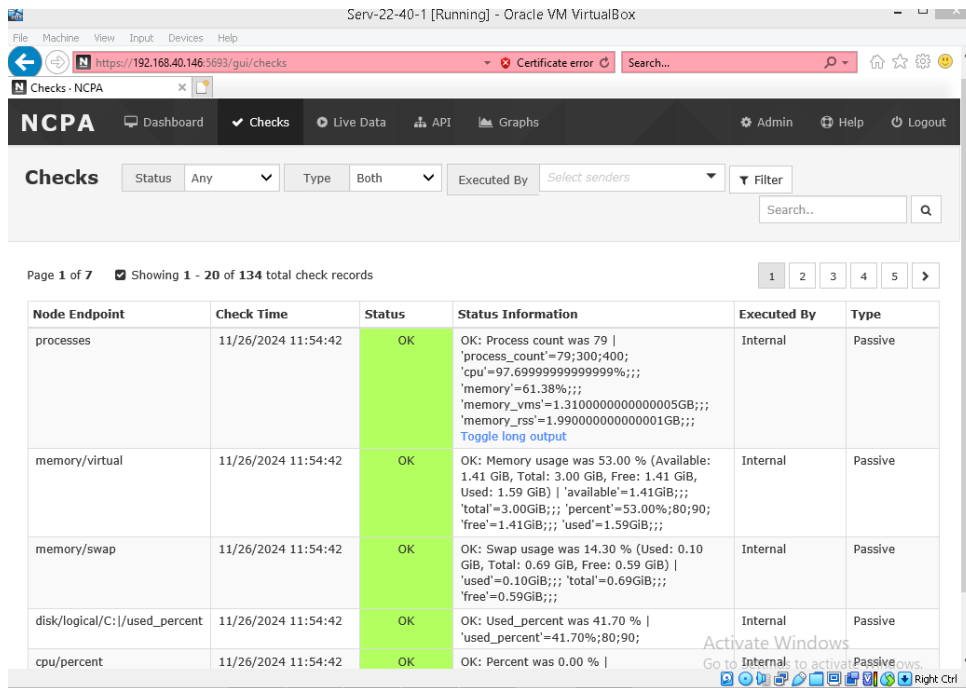 Serv-22-40-1 [Running] - Oracle VM VirtualBox
File Machine View Input Devices Help
https://192.168.40.146:5693/gui/checks Certificate error Search...
Checks - NCPA
NCPA Dashboard Checks Live Data API Graphs Admin Help Logout
Checks Status Any Type Both Executed By Select senders Filter
Search..
Page 1 of 7 Showing 1 - 20 of 134 total check records 1 2 3 4 5
Node Endpoint Check Time Status Status Information Executed By Type
processes 11/26/2024 11:54:42 OK OK: Process count was 79 | Internal Passive
'process_count'=79;300;400;
'cpu'=97.69999999999999%;;;
'memory'=61.38%;;;
'memory_vms'=1.3100000000000005GB;;;
'memory_rss'=1.990000000000001GB;;;
Toggle long output
memory/virtual 11/26/2024 11:54:42 OK OK: Memory usage was 53.00 % (Available: Internal Passive
1.41 GiB, Total: 3.00 GiB, Free: 1.41 GiB,
Used: 1.59 GiB) | 'available'=1.41GiB;;;
'total'=3.00GiB;;; 'percent'=53.00%;80;90;
'free'=1.41GiB;;; 'used'=1.59GiB;;;
memory/swap 11/26/2024 11:54:42 OK OK: Swap usage was 14.30 % (Used: 0.10 Internal Passive
GiB, Total: 0.69 GiB, Free: 0.59 GiB) |
'used'=0.10GiB;;; 'total'=0.69GiB;;;
'free'=0.59GiB;;;
disk/logical/C:|/used_percent 11/26/2024 11:54:42 OK OK: Used_percent was 41.70 % | Internal Passive
'used_percent'=41.70%;80;90;
Activate Windows
cpu/percent 11/26/2024 11:54:42 OK OK: Percent was 0.00 % | Internal Passive
Go to Settings to activate Windows.
Right Ctrl